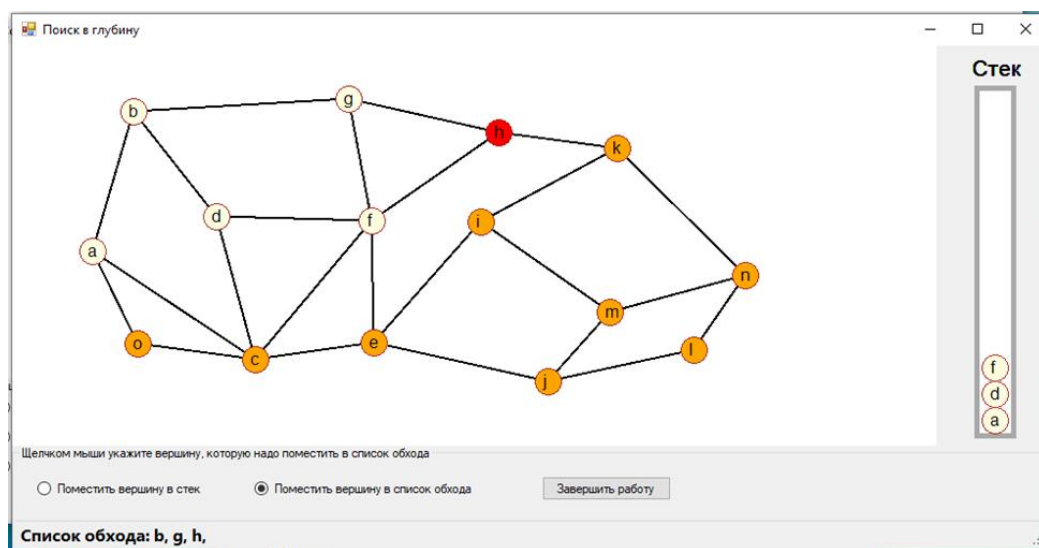 Поиск в глубину
Стек
b
g
h
k
d
f
i
a
n
m
o
c
e
l
j
f
d
a
Щелчком мыши укажите вершину, которую надо поместить в список обхода
Поместить вершину в стек
Поместить вершину в список обхода
Завершить работу
Список обхода: b, g, h,